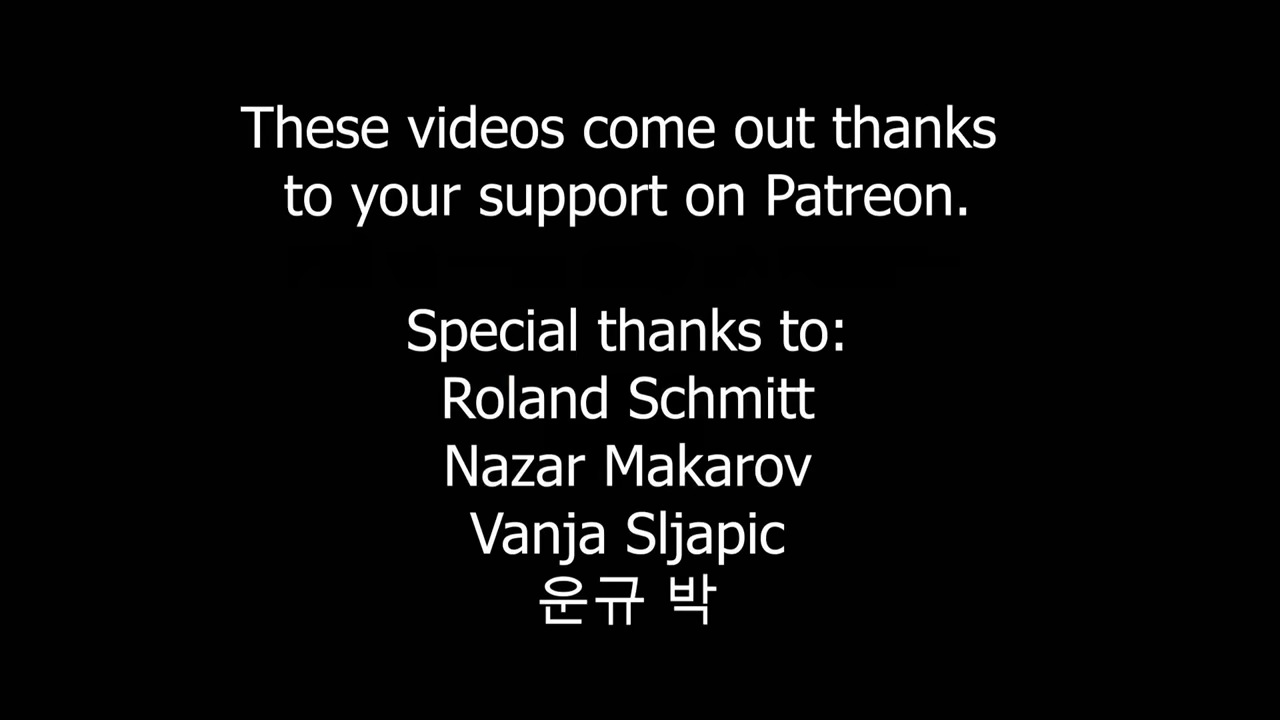 These videos come out thanks
to your support on Patreon.
Special thanks to:
Roland Schmitt
Nazar Makarov
Vanja Sljapic
운규 박